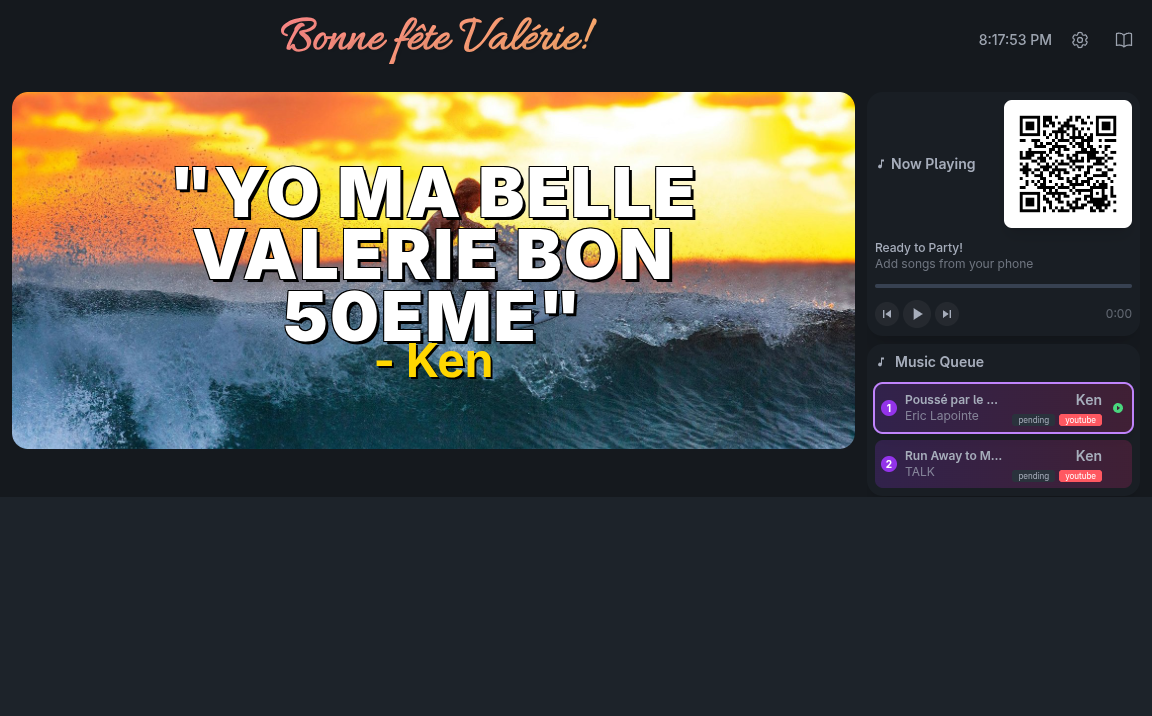 Bonne fête Valérie!
8:17:53 PM
"YO MA BELLE
VALERIE BON
50EME"
- Ken
Now Playing
Ready to Party!
Add songs from your phone
0:00
Music Queue
1
Poussé par le ...
Ken
Eric Lapointe
pending
youtube
2
Run Away to M...
Ken
TALK
pending
youtube